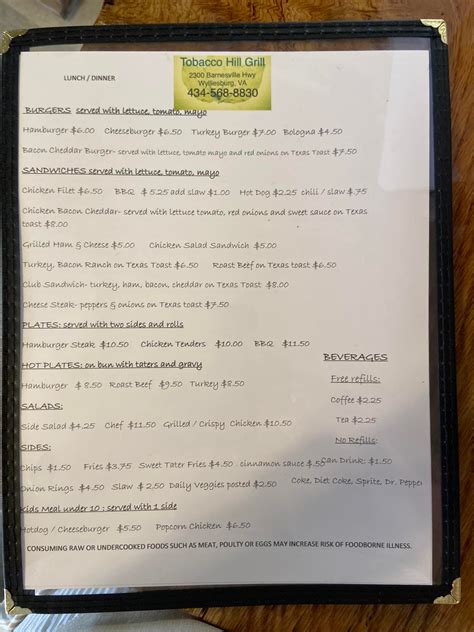 Tobacco Hill Grill
2300 Barnesville Hwy
Wylliesburg, VA
434-568-8830
LUNCH / DINNER
BURGERS served with lettuce, tomato, mayo
Hamburger $6.00 Cheeseburger $6.50 Turkey Burger $7.00 Bologna $4.50
Bacon Cheddar Burger- served with lettuce, tomato mayo and red onions on Texas Toast $7.50
SANDWICHES served with lettuce, tomato, mayo
Chicken Filet $6.50 BBQ $ 5.25 add slaw $1.00 Hot Dog $2.25 chili / slaw $.75
Chicken Bacon Cheddar- served with lettuce tomato, red onions and sweet sauce on Texas
toast $8.00
Grilled Ham & Cheese $5.00 Chicken Salad Sandwich $5.00
Turkey, Bacon Ranch on Texas Toast $6.50 Roast Beef on Texas toast $6.50
Club Sandwich- turkey, ham, bacon, cheddar on Texas Toast $8.00
Cheese Steak- peppers & onions on Texas toast $7.50
PLATES: served with two sides and rolls
Hamburger Steak $10.50 Chicken Tenders $10.00 BBQ $11.50
HOT PLATES: on bun with taters and gravy
Hamburger $ 8.50 Roast Beef $9.50 Turkey $8.50
SALADS:
Side Salad $4.25 Chef $11.50 Grilled / Crispy Chicken $10.50
SIDES:
Chips $1.50 Fries $3.75 Sweet Tater Fries $4.50 cinnamon sauce $.5
Onion Rings $4.50 Slaw $ 2.50 Daily Veggies posted $2.50
Kids Meal under 10 : served with 1 side
Hotdog / Cheeseburger $5.50 Popcorn Chicken $6.50
BEVERAGES
Free refills:
Coffee $2.25
Tea $2.25
No Refills:
Can Drink: $1.50
Coke, Diet Coke, Sprite, Dr. Pepper
CONSUMING RAW OR UNDERCOOKED FOODS SUCH AS MEAT, POULTY OR EGGS MAY INCREASE RISK OF FOODBORNE ILLNESS.